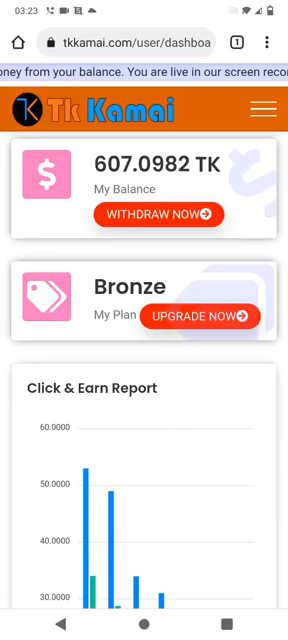 03:23
tkkamai.com/user/dashboa
1
oney from your balance. You are live in our screen recor
Tk Kamai
607.0982 TK
My Balance
WITHDRAW NOW
Bronze
My Plan
UPGRADE NOW
Click & Earn Report
60.0000
50.0000
40.0000
30.0000